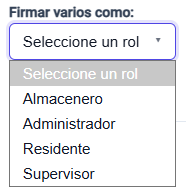 Firmar varios como:
Seleccione un rol
Seleccione un rol
Almacenero
Administrador
Residente
Supervisor